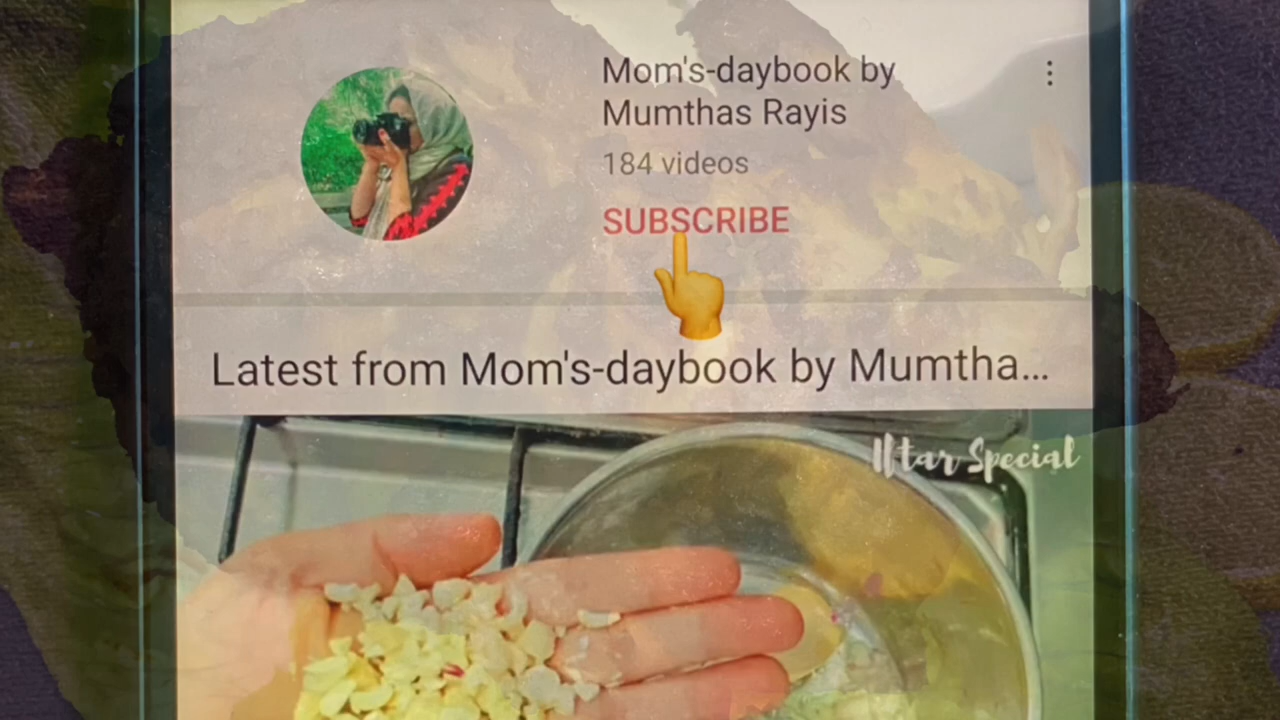 Mom's-daybook by
Mumthas Rayis
184 videos
SUBSCRIBE
Latest from Mom's-daybook by Mumtha...
Iftar Special